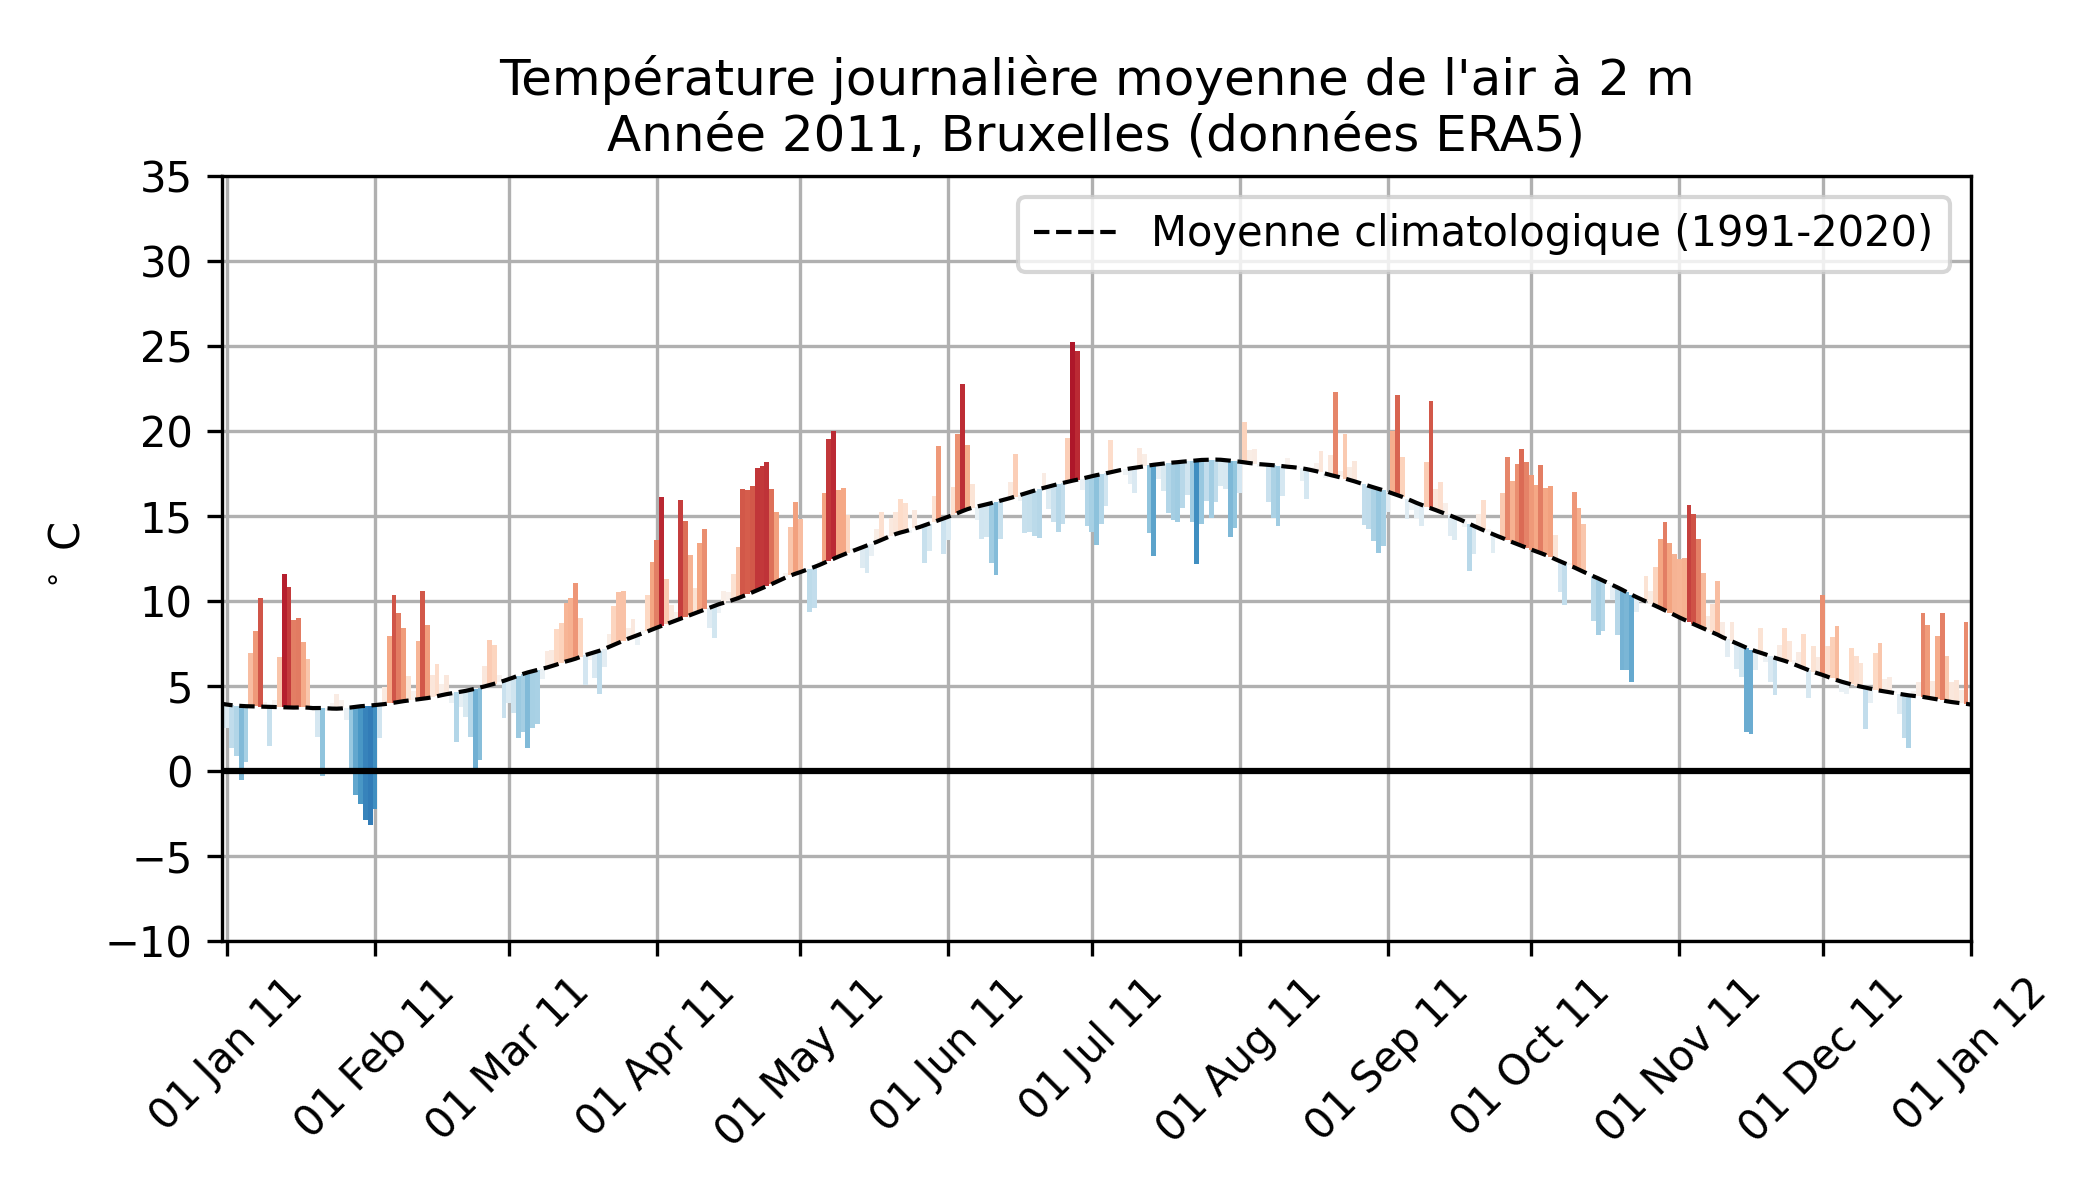 Température journalière moyenne de l'air à 2 m
Année 2011, Bruxelles (données ERA5)
Moyenne climatologique (1991-2020)
° C
35
30
25
20
15
10
5
0
−5
−10
01 Jan 11
01 Feb 11
01 Mar 11
01 Apr 11
01 May 11
01 Jun 11
01 Jul 11
01 Aug 11
01 Sep 11
01 Oct 11
01 Nov 11
01 Dec 11
01 Jan 12